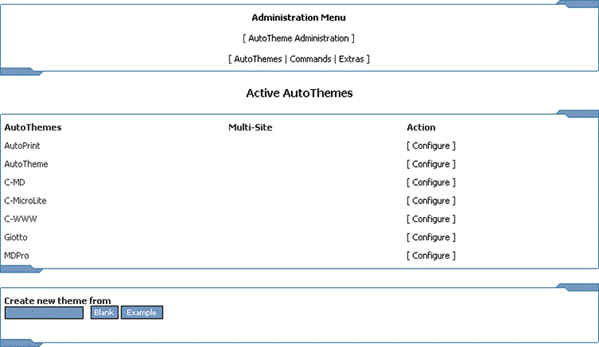 Administration Menu
[ AutoTheme Administration ]
[ AutoThemes | Commands | Extras ]
Active AutoThemes
AutoThemes Multi-Site Action
AutoPrint [ Configure ]
AutoTheme [ Configure ]
C-MD [ Configure ]
C-MicroLite [ Configure ]
C-WWW [ Configure ]
Giotto [ Configure ]
MDPro [ Configure ]
Create new theme from
Blank Example